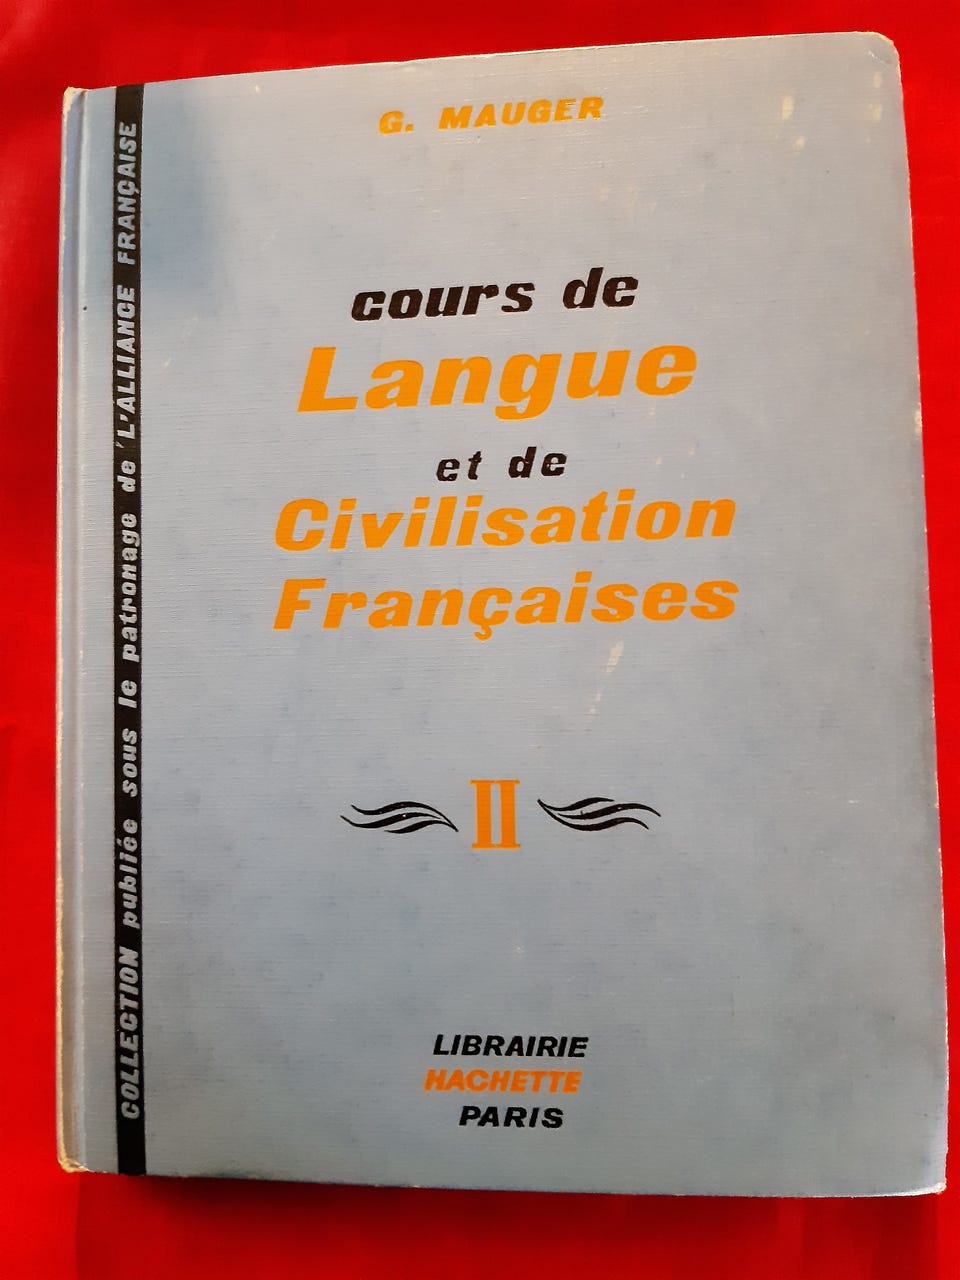 G. MAUGER
cours de
Langue
et de
Civilisation
Françaises
II
LIBRAIRIE
HACHETTE
PARIS
COLLECTION publiée sous le patronage de L'ALLIANCE FRANÇAISE